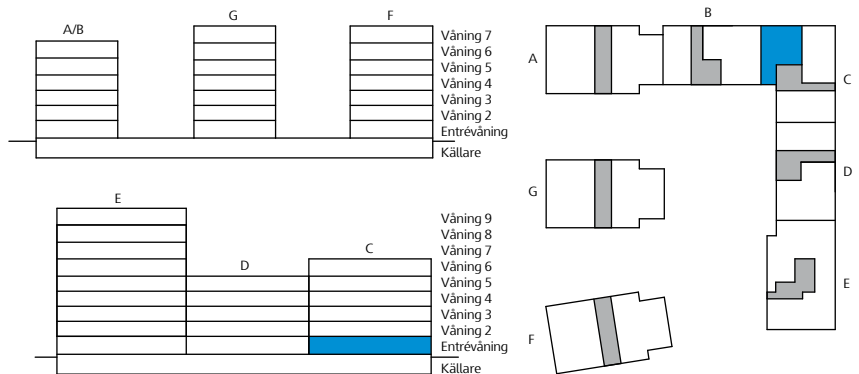 A/B
G
F
Våning 7
Våning 6
Våning 5
Våning 4
Våning 3
Våning 2
Entrévåning
Källare
E
D
C
Våning 9
Våning 8
Våning 7
Våning 6
Våning 5
Våning 4
Våning 3
Våning 2
Entrévåning
Källare
B
A
C
D
G
E
F